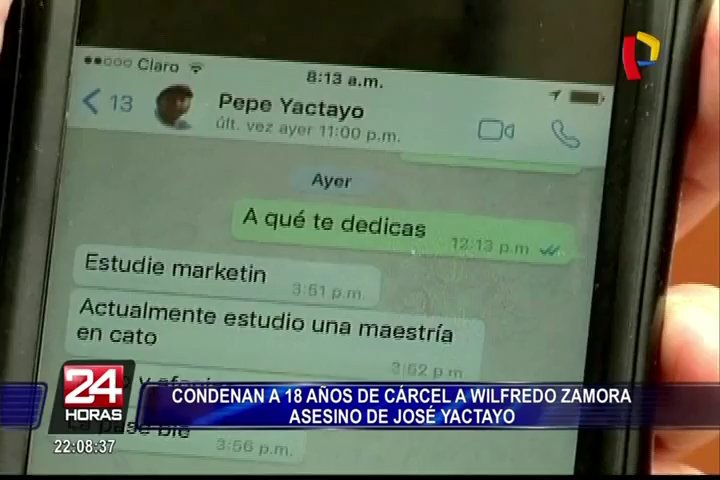 Claro
8:13 a.m.
13
Pepe Yactayo
últ. vez ayer 11:00 p.m.
Ayer
A qué te dedicas
12:13 p.m.
Estudie marketin
3:51 p.m.
Actualmente estudio una maestría
en cato
3:52 p.m
3:56 p.m.
24
HORAS
22:08:37
CONDENAN A 18 AÑOS DE CÁRCEL A WILFREDO ZAMORA
ASESINO DE JOSÉ YACTAYO